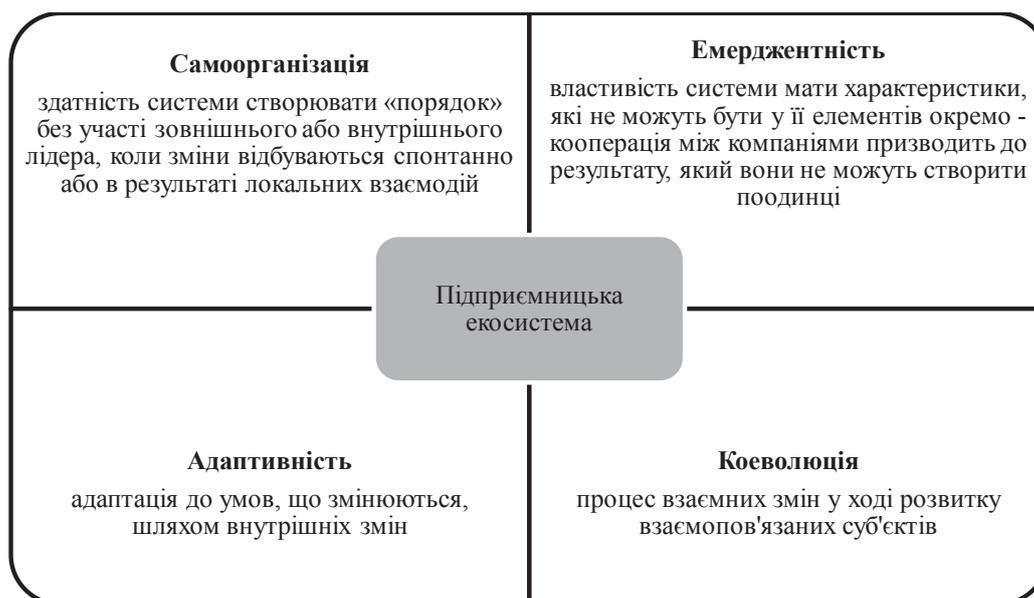 Самоорганізація
здатність системи створювати «порядок»
без участі зовнішнього або внутрішнього
лідера, коли зміни відбуваються спонтанно
або в результаті локальних взаємодій
Емерджентність
властивість системи мати характеристики,
які не можуть бути у її елементів окремо -
кооперація між компаніями призводить до
результату, який вони не можуть створити
поодинці
Підприємницька
екосистема
Адаптивність
адаптація до умов, що змінюються,
шляхом внутрішніх змін
Коеволюція
процес взаємних змін у ході розвитку
взаємопов'язаних суб'єктів